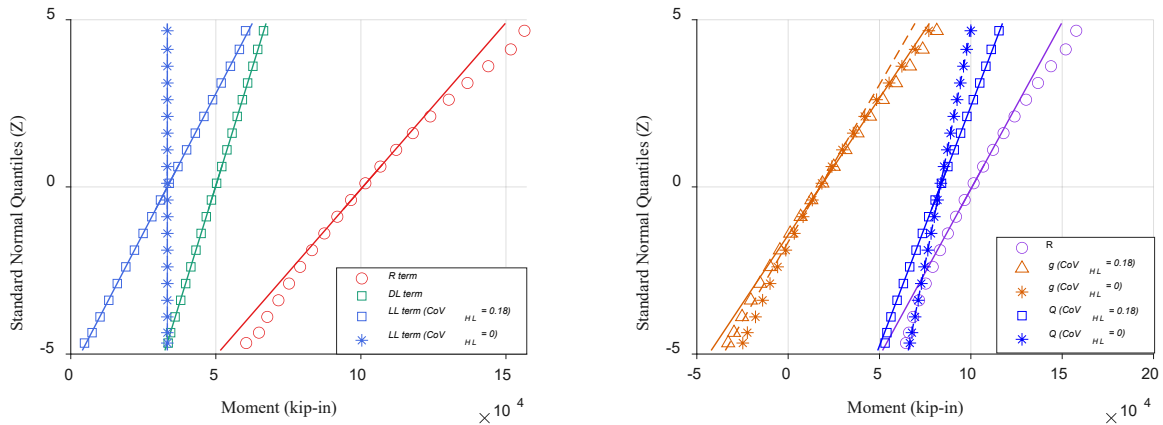 Standard Normal Quantiles (Z)
5
0
-5
0
5
10
15
Moment (kip-in)
× 10 4
R term
DL term
LL term (CoV HL = 0.18)
LL term (CoV HL = 0)
Standard Normal Quantiles (Z)
5
0
-5
-5
0
5
10
15
20
Moment (kip-in)
× 10 4
R
g (CoV HL = 0.18)
g (CoV HL = 0)
Q (CoV HL = 0.18)
Q (CoV HL = 0)